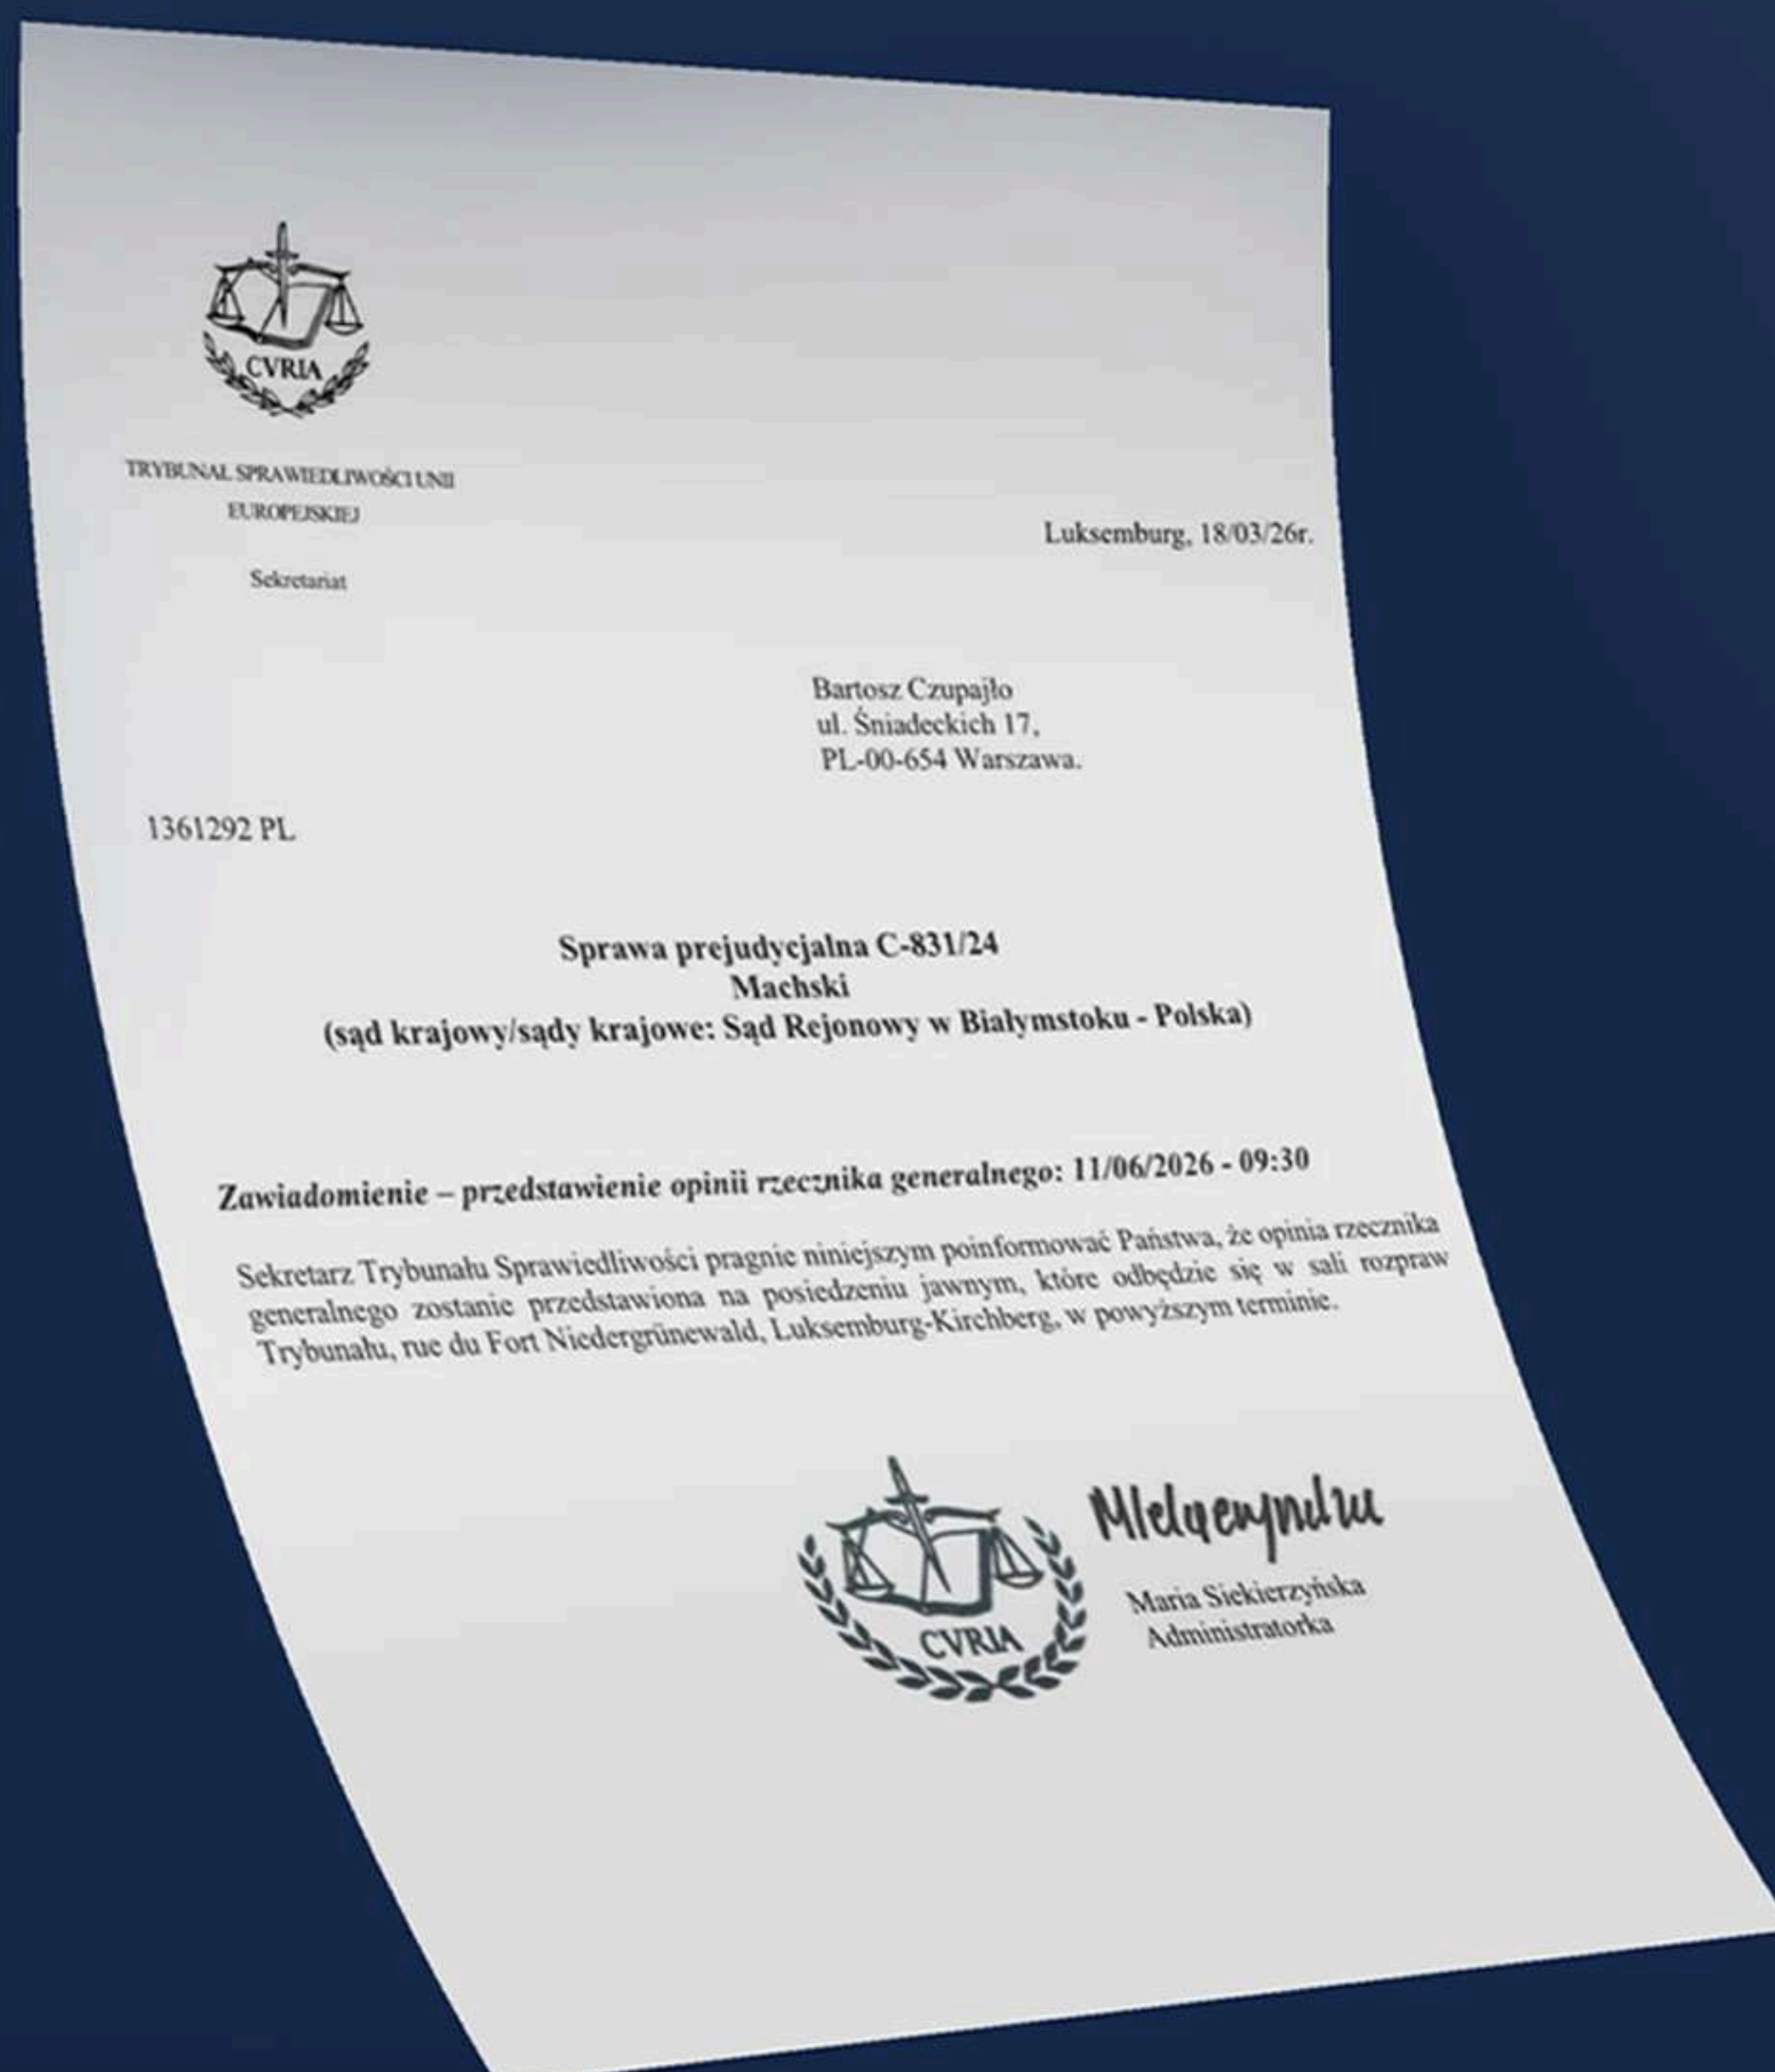 CVRIA
TRYBUNAŁ SPRAWIEDLIWOŚCI UNII
EUROPEJSKIEJ
Sekretariat
Luksemburg, 18/03/26r.
Bartosz Czupajło
ul. Śniadeckich 17,
PL-00-654 Warszawa.
1361292 PL
Sprawa prejudycjalna C-831/24
Machski
(sąd krajowy/sądy krajowe: Sąd Rejonowy w Białymstoku - Polska)
Zawiadomienie – przedstawienie opinii rzecznika generalnego: 11/06/2026 - 09:30
Sekretarz Trybunału Sprawiedliwości pragnie niniejszym poinformować Państwa, że opinia rzecznika
generalnego zostanie przedstawiona na posiedzeniu jawnym, które odbędzie się w sali rozpraw
Trybunału, rue du Fort Niedergrünewald, Luksemburg-Kirchberg, w powyższym terminie.
CVRIA
Maria Siekierzyńska
Administratorka